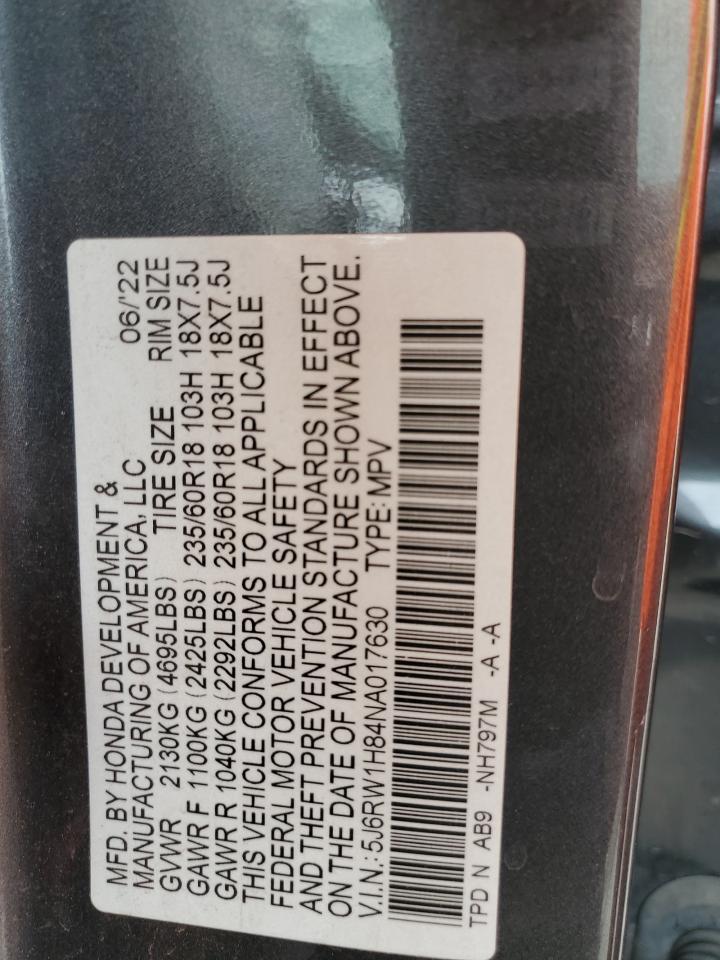 MFD. BY HONDA DEVELOPMENT &
MANUFACTURING OF AMERICA, LLC 06/'22
GVWR 2130KG (4695LBS) TIRE SIZE RIM SIZE
GAWR F 1100KG (2425LBS) 235/60R18 103H 18X7.5J
GAWR R 1040KG (2292LBS) 235/60R18 103H 18X7.5J
THIS VEHICLE CONFORMS TO ALL APPLICABLE
FEDERAL MOTOR VEHICLE SAFETY
AND THEFT PREVENTION STANDARDS IN EFFECT
ON THE DATE OF MANUFACTURE SHOWN ABOVE.
V.I.N.: 5J6RW1H84NA017630 TYPE: MPV
TPD N AB9 -NH797M -A -A